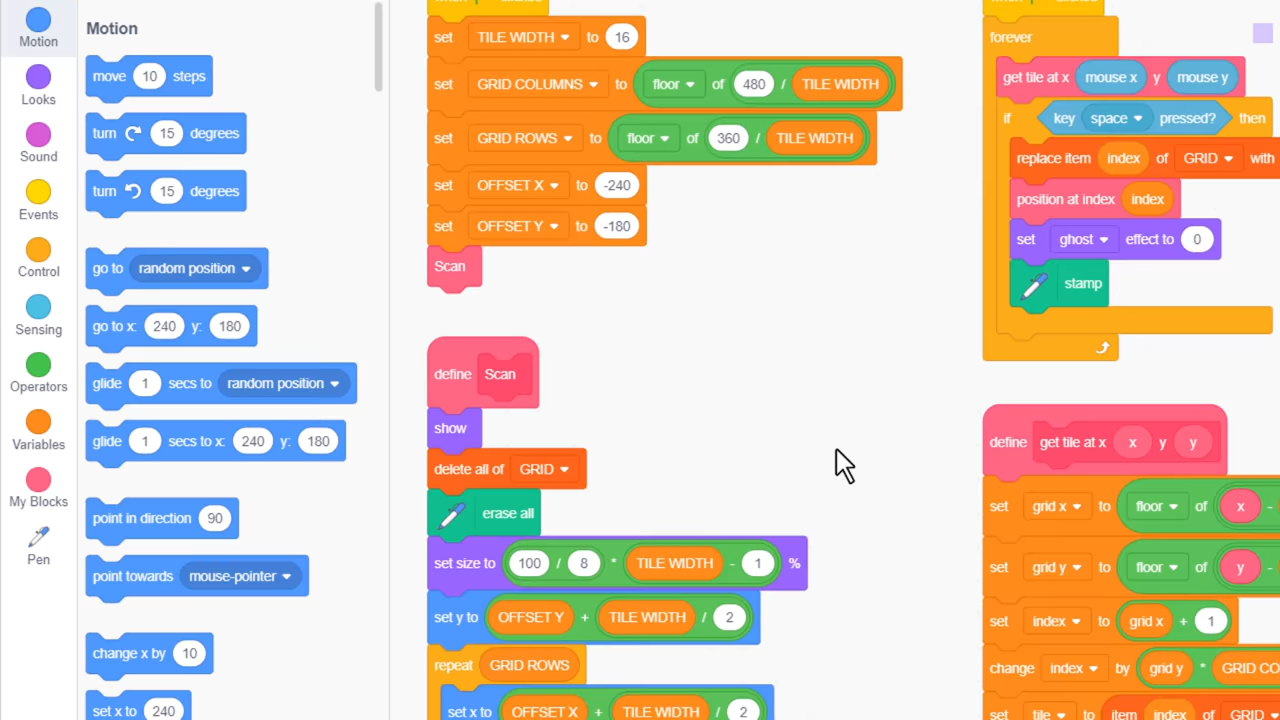 Motion
Looks
Sound
Events
Control
Sensing
Operators
Variables
My Blocks
Pen
Motion
move 10 steps
turn 15 degrees
turn 15 degrees
go to random position
go to x: 240 y: 180
glide 1 secs to random position
glide 1 secs to x: 240 y: 180
point in direction 90
point towards mouse-pointer
change x by 10
set x to 240
set TILE WIDTH to 16
set GRID COLUMNS to floor of 480 / TILE WIDTH
set GRID ROWS to floor of 360 / TILE WIDTH
set OFFSET X to -240
set OFFSET Y to -180
Scan
define Scan
show
delete all of GRID
erase all
set size to 100 / 8 * TILE WIDTH - 1 %
set y to OFFSET Y + TILE WIDTH / 2
repeat GRID ROWS
set x to OFFSET X + TILE WIDTH / 2
forever
get tile at x mouse x y mouse y
if key space pressed? then
replace item index of GRID with
position at index index
set ghost effect to 0
stamp
define get tile at x x y y
set grid x to floor of x -
set grid y to floor of y -
set index to grid x + 1
change index by grid y * GRID CO
set tile to item index of GRID